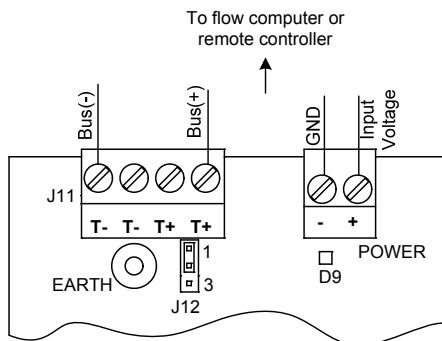 To flow computer or
remote controller
Bus(-)
Bus(+)
GND
Input
Voltage
J11
T- T- T+ T+
- +
POWER
EARTH
1
3
J12
D9